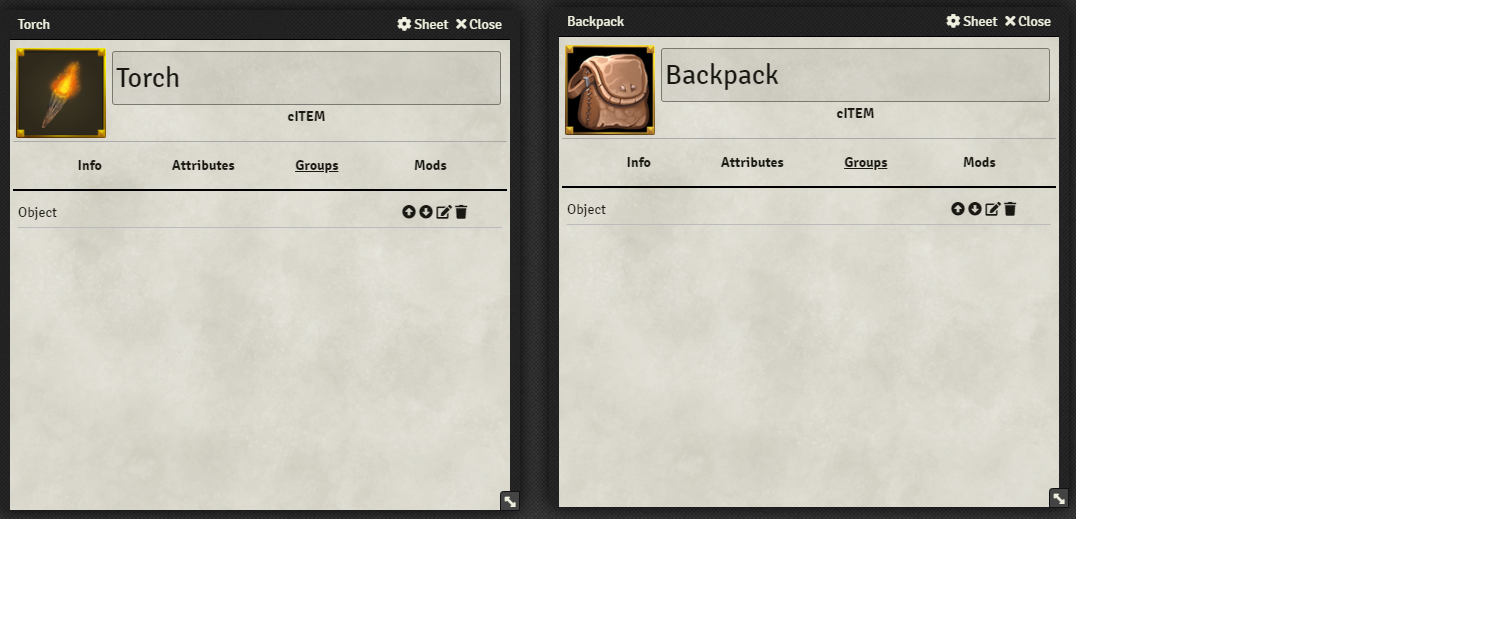 Torch
Sheet Close
Torch
cITEM
Info Attributes Groups Mods
Object
Backpack
Sheet Close
Backpack
cITEM
Info Attributes Groups Mods
Object